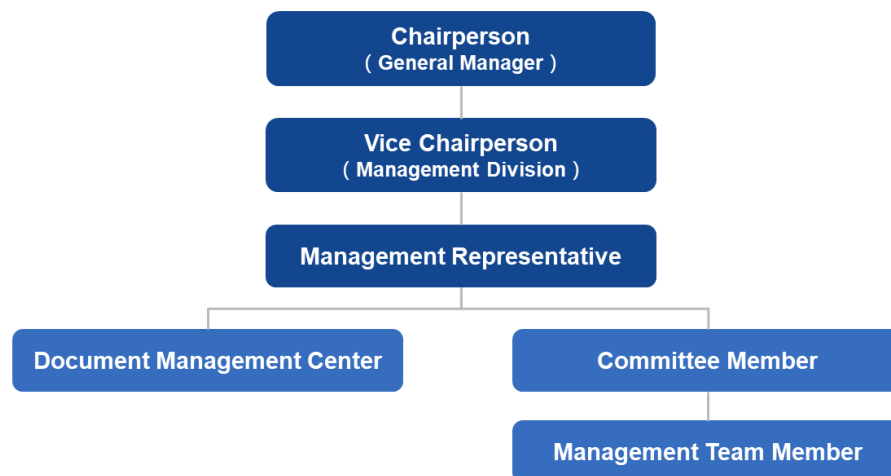 Chairperson
( General Manager )
Vice Chairperson
( Management Division )
Management Representative
Document Management Center
Committee Member
Management Team Member